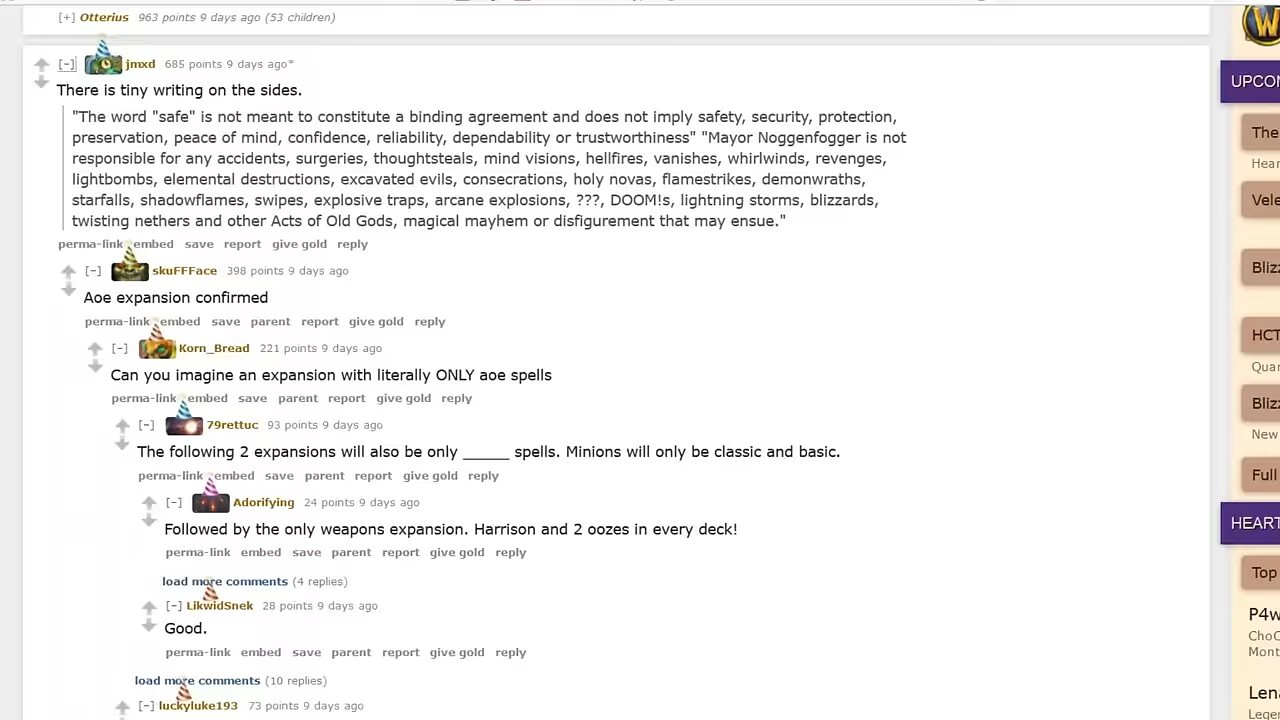 [+] Otterius 963 points 9 days ago (53 children)
[-] jmxd 685 points 9 days ago*
There is tiny writing on the sides.
"The word "safe" is not meant to constitute a binding agreement and does not imply safety, security, protection,
preservation, peace of mind, confidence, reliability, dependability or trustworthiness" "Mayor Noggenfogger is not
responsible for any accidents, surgeries, thoughtsteals, mind visions, hellfires, vanishes, whirlwinds, revenges,
lightbombs, elemental destructions, excavated evils, consecrations, holy novas, flamestrikes, demonwraths,
starfalls, shadowflames, swipes, explosive traps, arcane explosions, ???, DOOM!s, lightning storms, blizzards,
twisting nethers and other Acts of Old Gods, magical mayhem or disfigurement that may ensue."
perma-link embed save report give gold reply
[-] skuFFFace 398 points 9 days ago
Aoe expansion confirmed
perma-link embed save parent report give gold reply
[-] Korn_Bread 221 points 9 days ago
Can you imagine an expansion with literally ONLY aoe spells
perma-link embed save parent report give gold reply
[-] 79rettuc 93 points 9 days ago
The following 2 expansions will also be only _____ spells. Minions will only be classic and basic.
perma-link embed save parent report give gold reply
[-] Adorifying 24 points 9 days ago
Followed by the only weapons expansion. Harrison and 2 oozes in every deck!
perma-link embed save parent report give gold reply
load more comments (4 replies)
[-] LikwidSnek 28 points 9 days ago
Good.
perma-link embed save parent report give gold reply
load more comments (10 replies)
[-] luckyluke193 73 points 9 days ago
W
UPCOM
The
Hear
Vele
Bliz
HCT
Quar
Bliz
New
Full
HEART
Top
P4w
ChoC
Mont
Lena
Leger